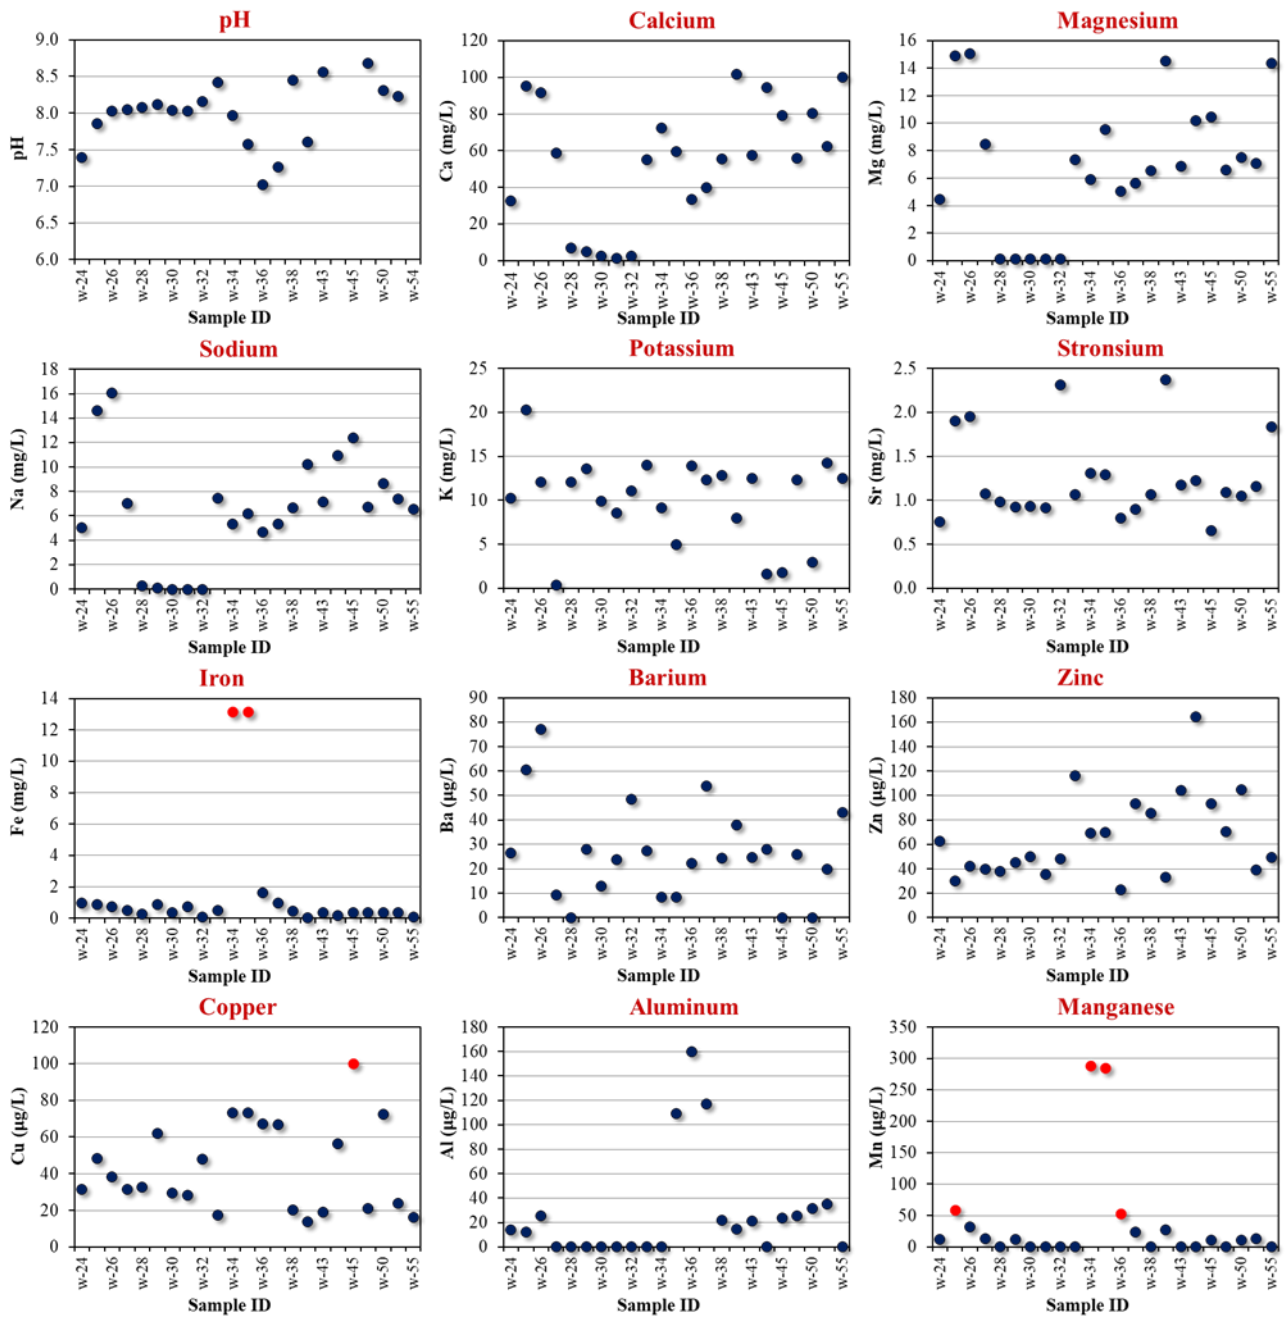 pH
Calcium
Magnesium
9.0
8.5
8.0
7.5
7.0
6.5
6.0
pH
w-24
w-26
w-28
w-30
w-32
w-34
w-36
w-38
w-43
w-45
w-50
w-54
Sample ID
120
100
80
60
40
20
0
Ca (mg/L)
w-24
w-26
w-28
w-30
w-32
w-34
w-36
w-38
w-43
w-45
w-50
w-55
Sample ID
16
14
12
10
8
6
4
2
0
Mg (mg/L)
w-24
w-26
w-28
w-30
w-32
w-34
w-36
w-38
w-43
w-45
w-50
w-55
Sample ID
Sodium
Potassium
Stronsium
18
16
14
12
10
8
6
4
2
0
Na (mg/L)
w-24
w-26
w-28
w-30
w-32
w-34
w-36
w-38
w-43
w-45
w-50
w-55
Sample ID
25
20
15
10
5
0
K (mg/L)
w-24
w-26
w-28
w-30
w-32
w-34
w-36
w-38
w-43
w-45
w-50
w-55
Sample ID
2.5
2.0
1.5
1.0
0.5
0.0
Sr (mg/L)
w-24
w-26
w-28
w-30
w-32
w-34
w-36
w-38
w-43
w-45
w-50
w-55
Sample ID
Iron
Barium
Zinc
14
12
10
8
6
4
2
0
Fe (mg/L)
w-24
w-26
w-28
w-30
w-32
w-34
w-36
w-38
w-43
w-45
w-50
w-55
Sample ID
90
80
70
60
50
40
30
20
10
0
Ba (µg/L)
w-24
w-26
w-28
w-30
w-32
w-34
w-36
w-38
w-43
w-45
w-50
w-55
Sample ID
180
160
140
120
100
80
60
40
20
0
Zn (µg/L)
w-24
w-26
w-28
w-30
w-32
w-34
w-36
w-38
w-43
w-45
w-50
w-55
Sample ID
Copper
Aluminum
Manganese
120
100
80
60
40
20
0
Cu (µg/L)
w-24
w-26
w-28
w-30
w-32
w-34
w-36
w-38
w-43
w-45
w-50
w-55
Sample ID
180
160
140
120
100
80
60
40
20
0
Al (µg/L)
w-24
w-26
w-28
w-30
w-32
w-34
w-36
w-38
w-43
w-45
w-50
w-55
Sample ID
350
300
250
200
150
100
50
0
Mn (µg/L)
w-24
w-26
w-28
w-30
w-32
w-34
w-36
w-38
w-43
w-45
w-50
w-55
Sample ID